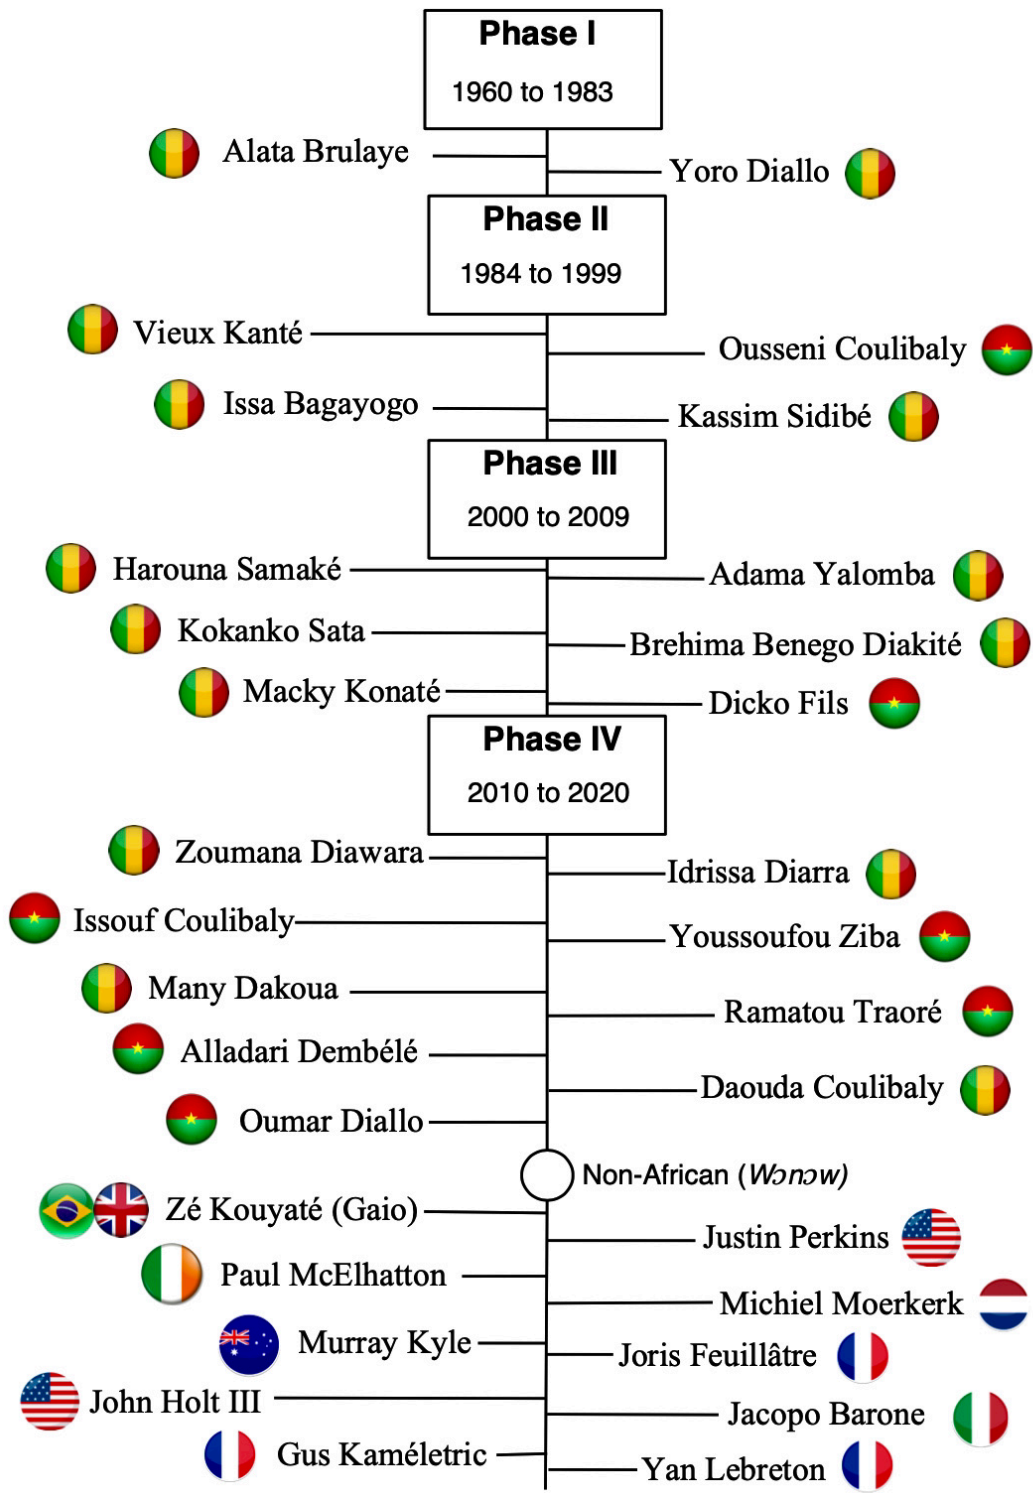 Phase I
1960 to 1983
Alata Brulaye
Yoro Diallo
Phase II
1984 to 1999
Vieux Kanté
Ousseni Coulibaly
Issa Bagayogo
Kassim Sidibé
Phase III
2000 to 2009
Harouna Samaké
Adama Yalomba
Kokanko Sata
Brehima Benego Diakité
Macky Konaté
Dicko Fils
Phase IV
2010 to 2020
Zoumana Diawara
Idrissa Diarra
Issouf Coulibaly
Youssoufou Ziba
Many Dakoua
Ramatou Traoré
Alladari Dembélé
Daouda Coulibaly
Oumar Diallo
Non-African (Wɔnɔw)
Zé Kouyaté (Gaio)
Justin Perkins
Paul McElhatton
Michiel Moerkerk
Murray Kyle
Joris Feuillâtre
John Holt III
Jacopo Barone
Gus Kaméletric
Yan Lebreton